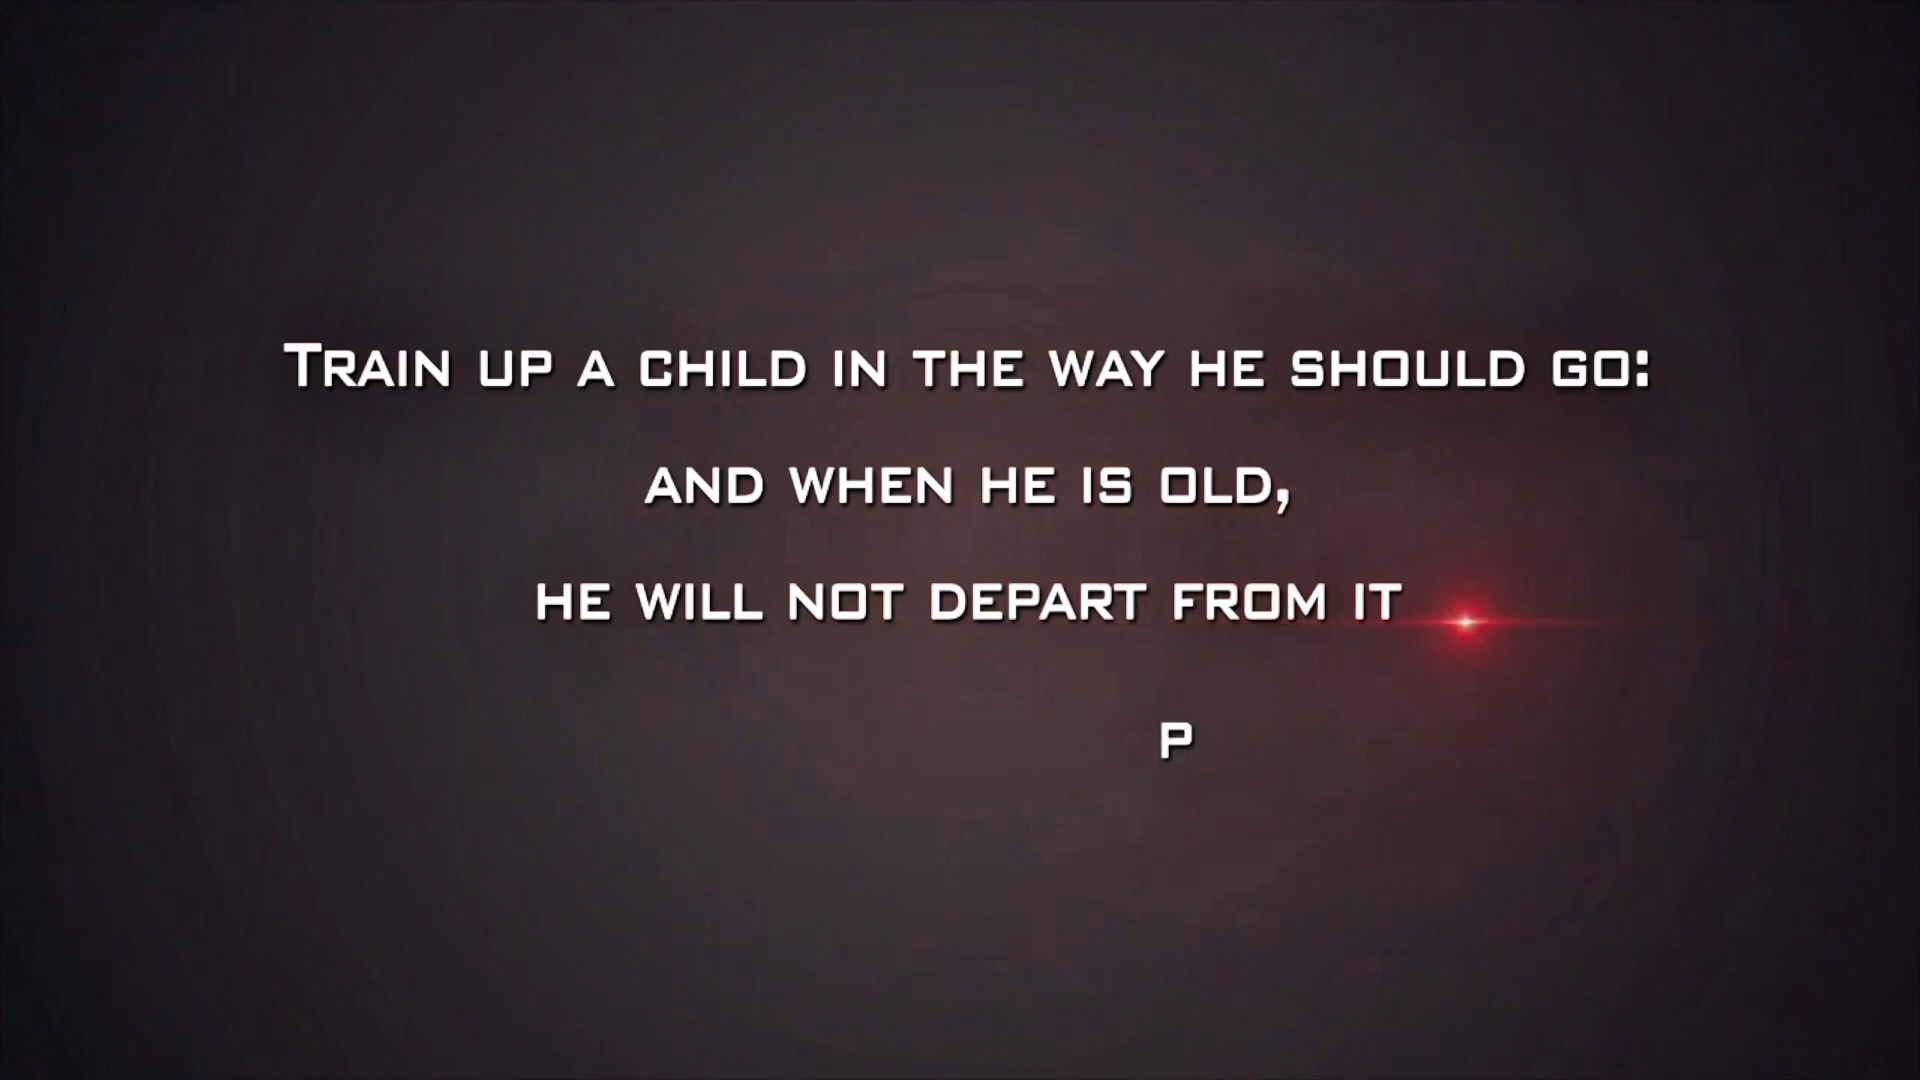 Train up a child in the way he should go:
and when he is old,
he will not depart from it
P